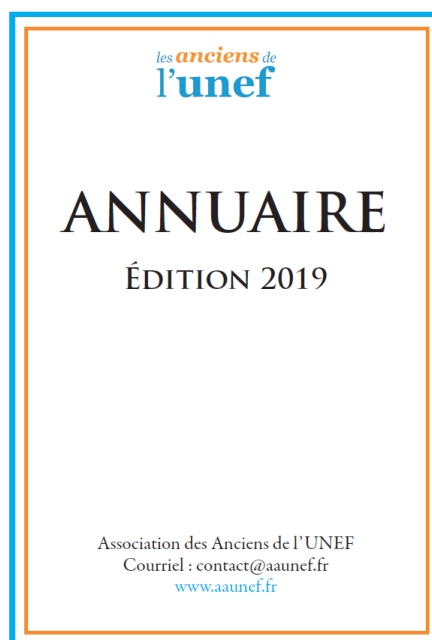 les anciens de
l'unef
ANNUAIRE
ÉDITION 2019
Association des Anciens de l'UNEF
Courriel : contact@aaunef.fr
www.aaunef.fr